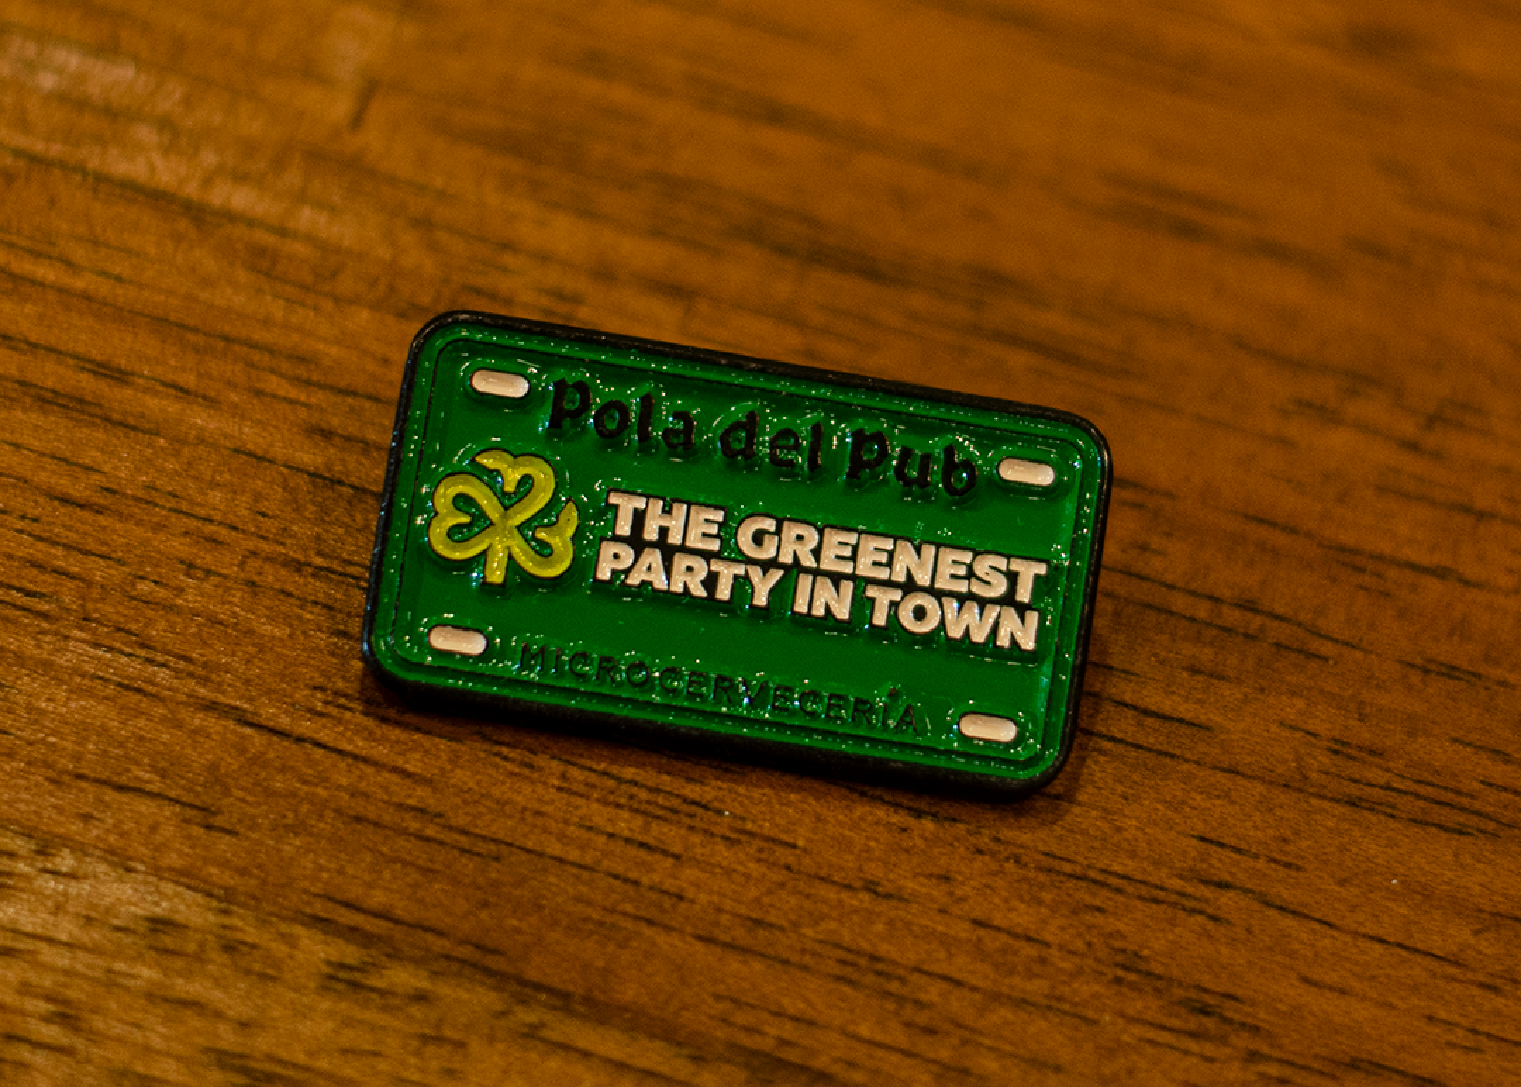 Pola del Pub
THE GREENEST
PARTY IN TOWN
MICROCERVECERÍA